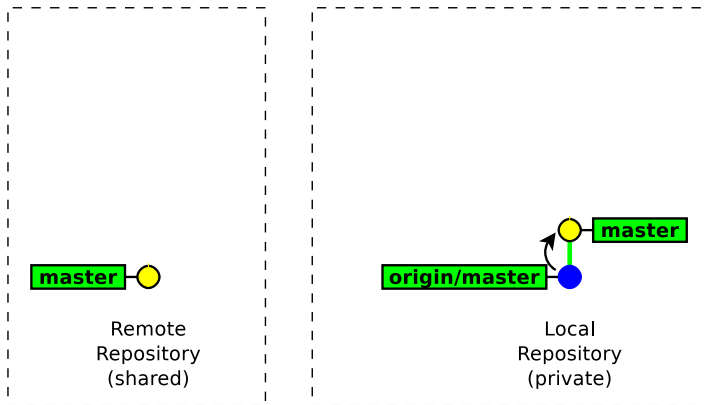 master
origin/master
master
Remote
Repository
(shared)
Local
Repository
(private)